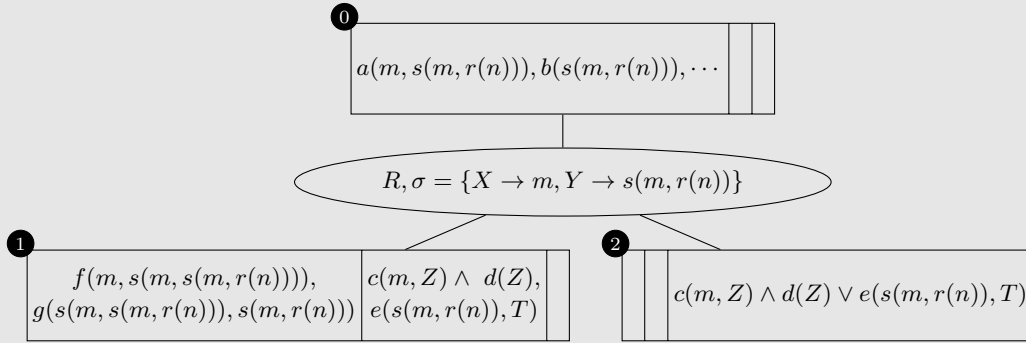 0
a(m, s(m, r(n))), b(s(m, r(n))), ···
R, σ = {X → m, Y → s(m, r(n))}
1
f(m, s(m, s(m, r(n)))),
g(s(m, s(m, r(n))), s(m, r(n)))
c(m, Z) ∧ d(Z),
e(s(m, r(n)), T)
2
c(m, Z) ∧ d(Z) ∨ e(s(m, r(n)), T)